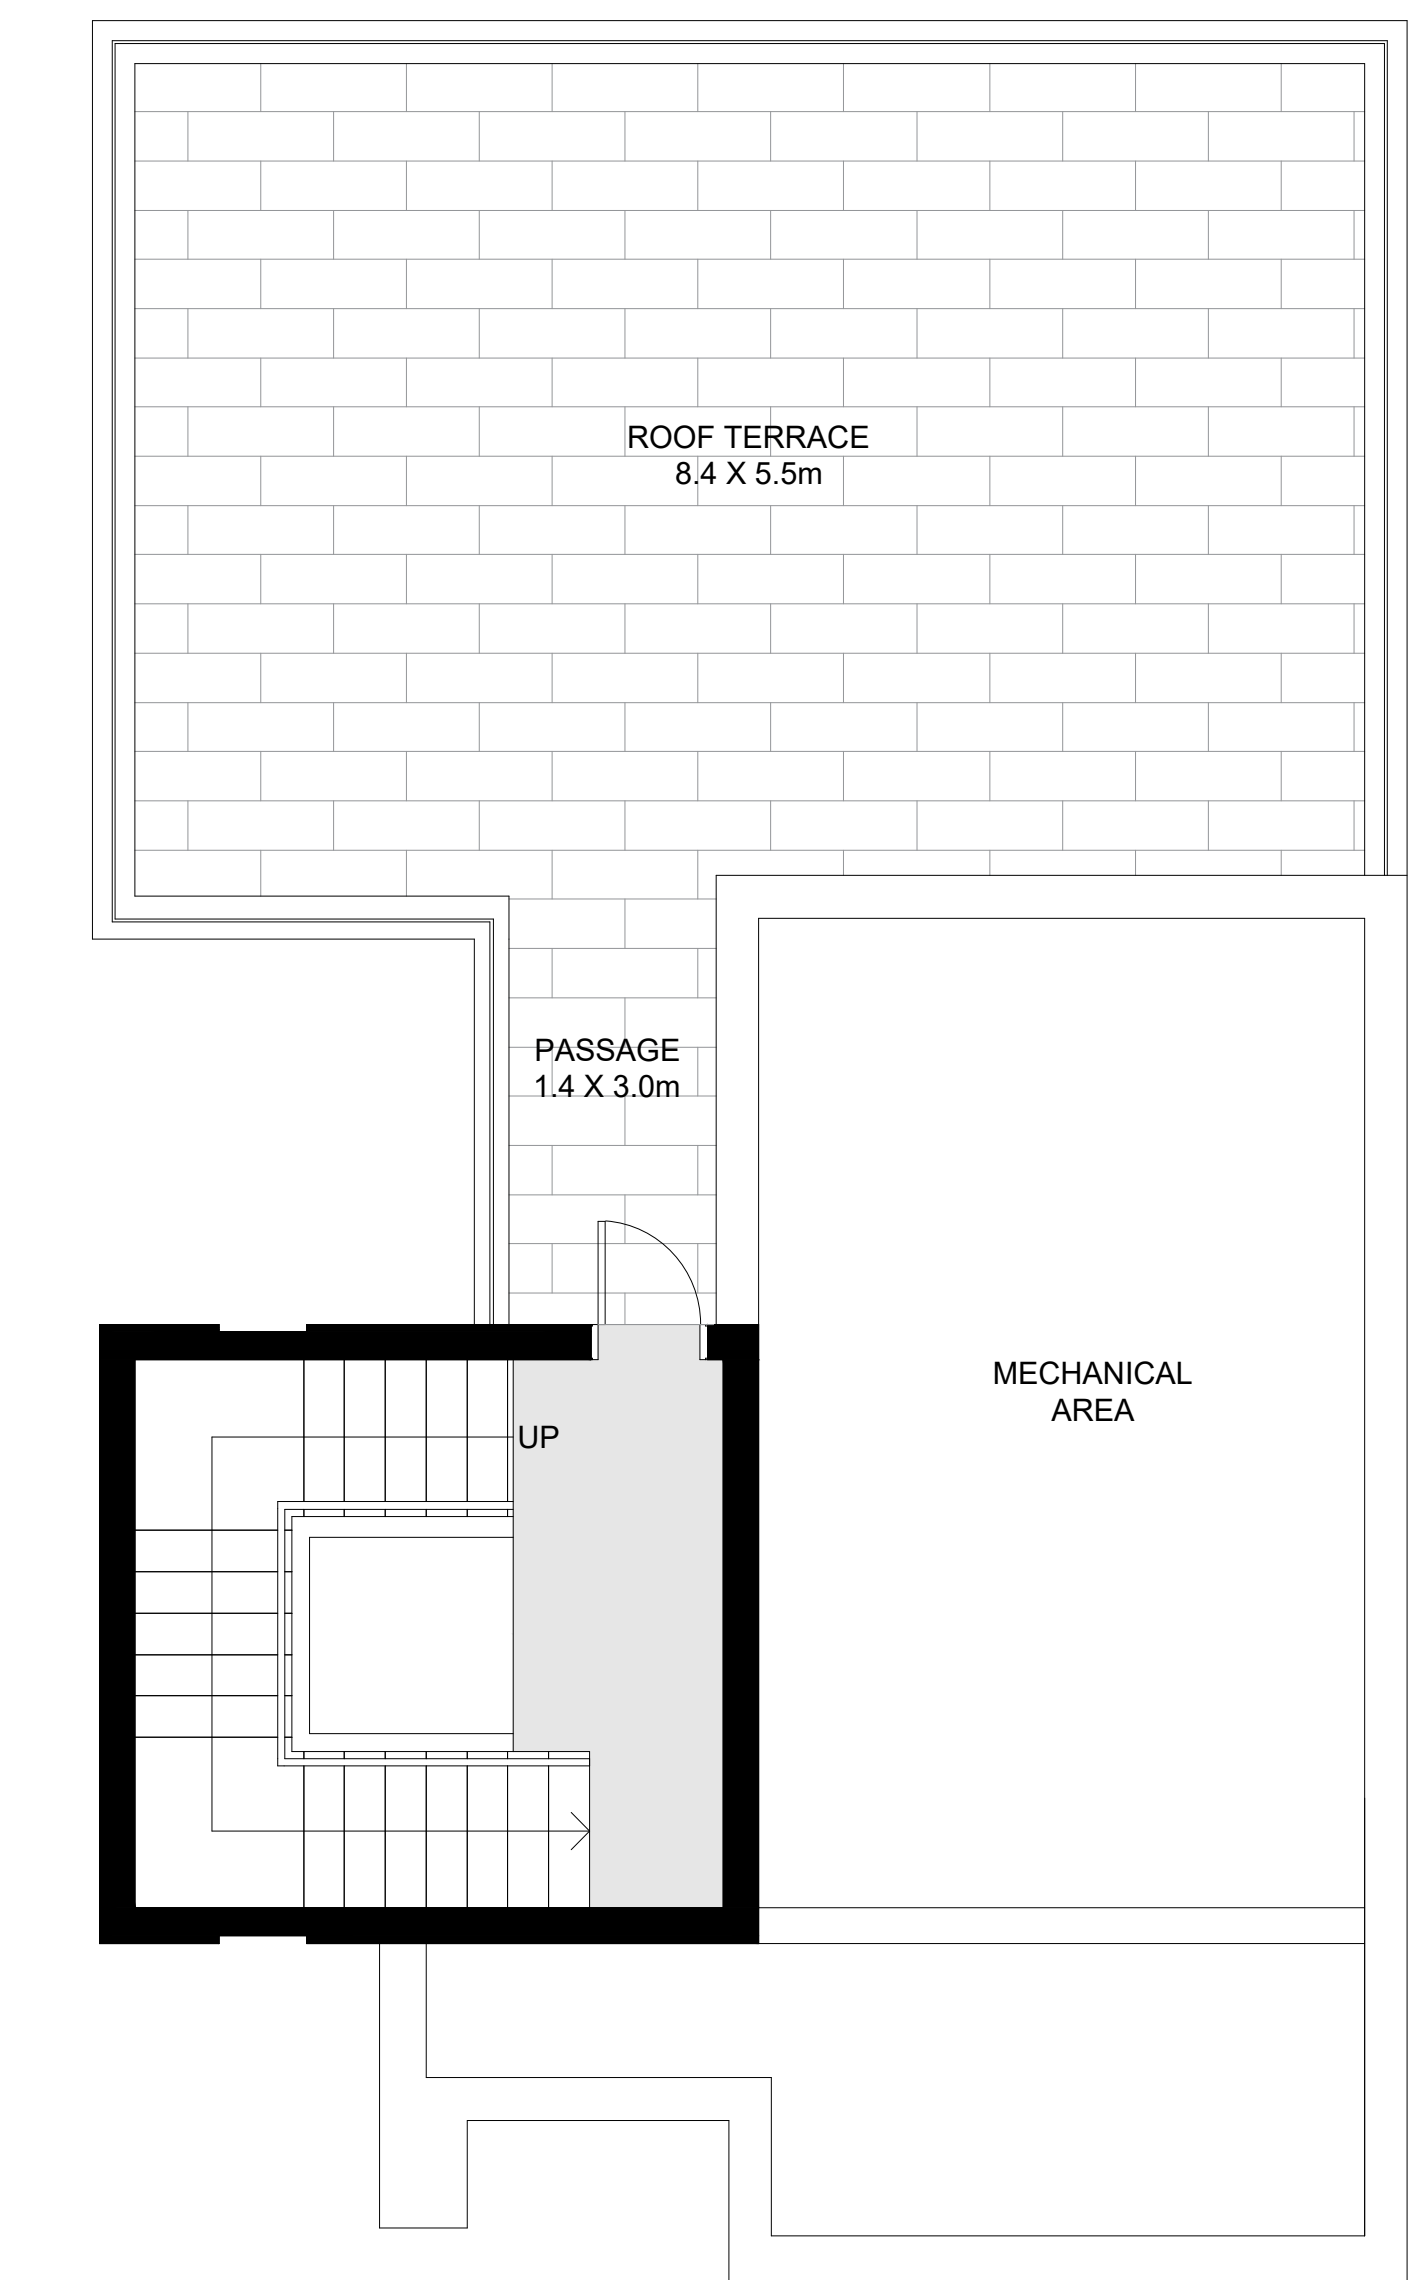 ROOF TERRACE
8.4 X 5.5m
PASSAGE
1.4 X 3.0m
MECHANICAL
AREA
UP